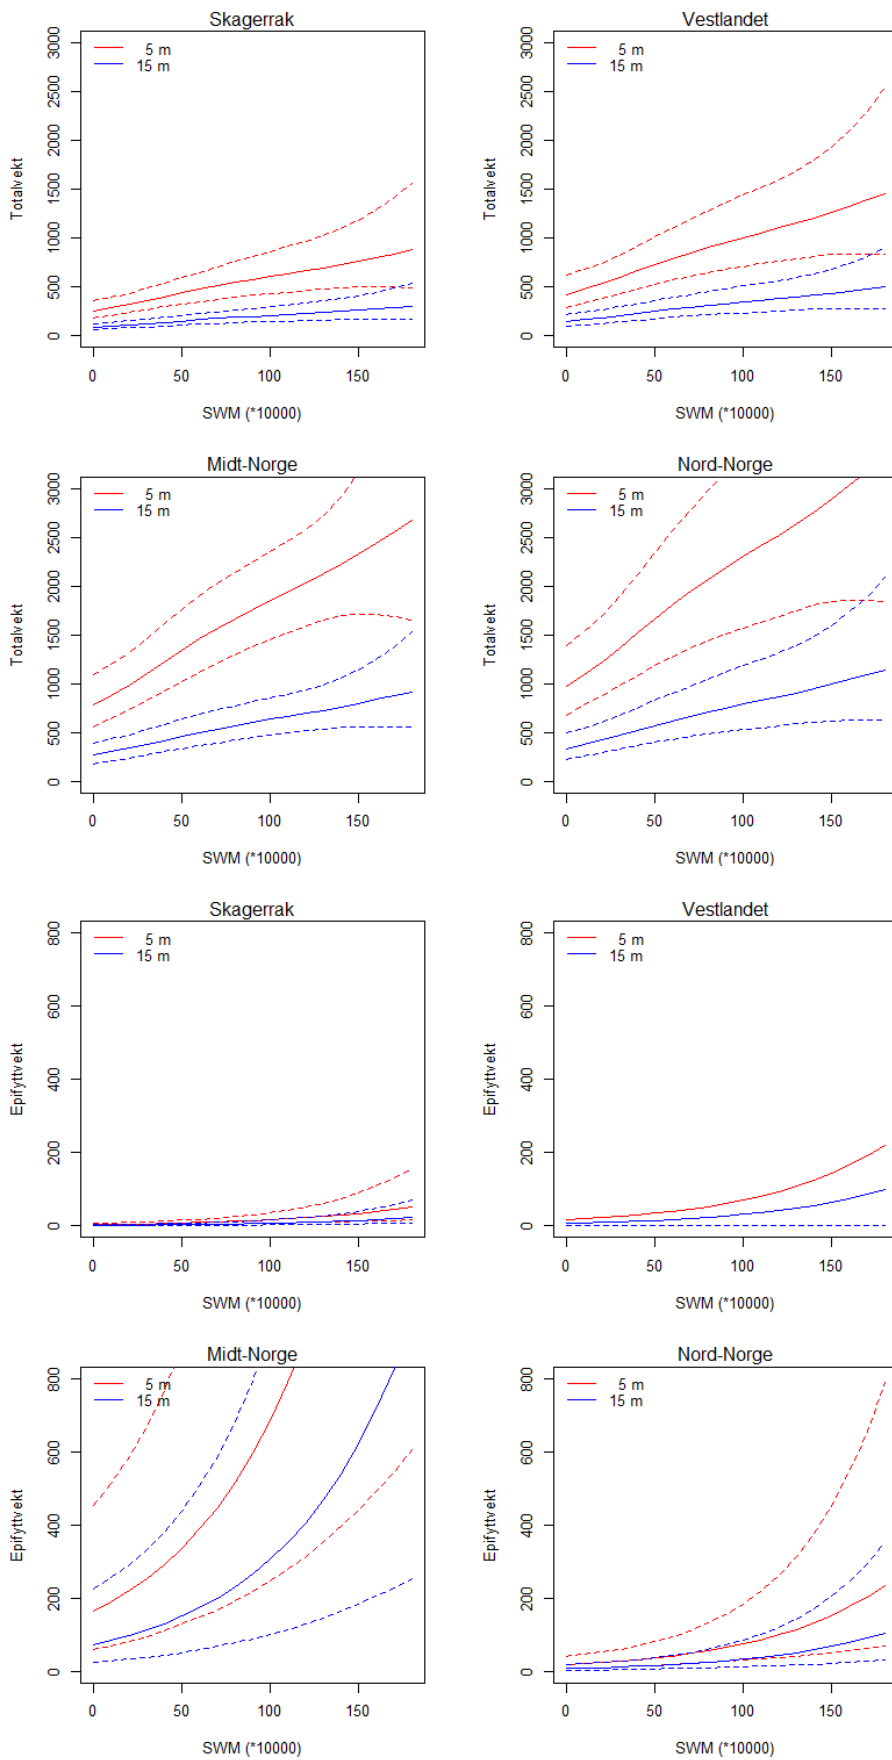 Skagerrak
5 m
15 m
Totalvekt
3000
2500
2000
1500
1000
500
0
0 50 100 150
SWM (*10000)
Vestlandet
5 m
15 m
Totalvekt
3000
2500
2000
1500
1000
500
0
0 50 100 150
SWM (*10000)
Midt-Norge
5 m
15 m
Totalvekt
3000
2500
2000
1500
1000
500
0
0 50 100 150
SWM (*10000)
Nord-Norge
5 m
15 m
Totalvekt
3000
2500
2000
1500
1000
500
0
0 50 100 150
SWM (*10000)
Skagerrak
5 m
15 m
Epifyttvekt
800
600
400
200
0
0 50 100 150
SWM (*10000)
Vestlandet
5 m
15 m
Epifyttvekt
800
600
400
200
0
0 50 100 150
SWM (*10000)
Midt-Norge
5 m
15 m
Epifyttvekt
800
600
400
200
0
0 50 100 150
SWM (*10000)
Nord-Norge
5 m
15 m
Epifyttvekt
800
600
400
200
0
0 50 100 150
SWM (*10000)